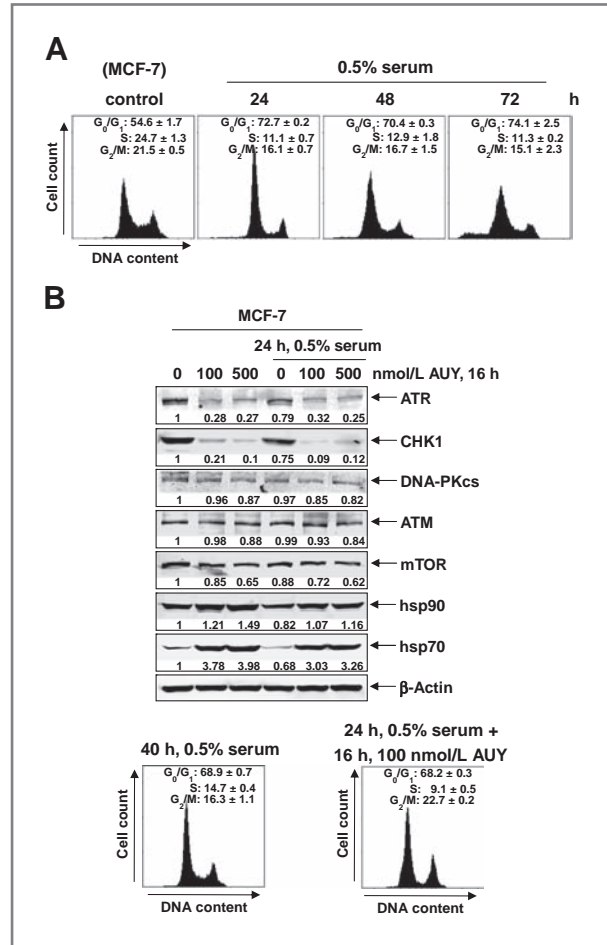 A
(MCF-7)
0.5% serum
control 24 48 72 h
G0/G1: 54.6 ± 1.7
S: 24.7 ± 1.3
G2/M: 21.5 ± 0.5
G0/G1: 72.7 ± 0.2
S: 11.1 ± 0.7
G2/M: 16.1 ± 0.7
G0/G1: 70.4 ± 0.3
S: 12.9 ± 1.8
G2/M: 16.7 ± 1.5
G0/G1: 74.1 ± 2.5
S: 11.3 ± 0.2
G2/M: 15.1 ± 2.3
Cell count
DNA content
B
MCF-7
24 h, 0.5% serum
0 100 500 0 100 500 nmol/L AUY, 16 h
ATR
1 0.28 0.27 0.79 0.32 0.25
CHK1
1 0.21 0.1 0.75 0.09 0.12
DNA-PKcs
1 0.96 0.87 0.97 0.85 0.82
ATM
1 0.98 0.88 0.99 0.93 0.84
mTOR
1 0.85 0.65 0.88 0.72 0.62
hsp90
1 1.21 1.49 0.82 1.07 1.16
hsp70
1 3.78 3.98 0.68 3.03 3.26
β-Actin
40 h, 0.5% serum
G0/G1: 68.9 ± 0.7
S: 14.7 ± 0.4
G2/M: 16.3 ± 1.1
Cell count
DNA content
24 h, 0.5% serum +
16 h, 100 nmol/L AUY
G0/G1: 68.2 ± 0.3
S: 9.1 ± 0.5
G2/M: 22.7 ± 0.2
Cell count
DNA content